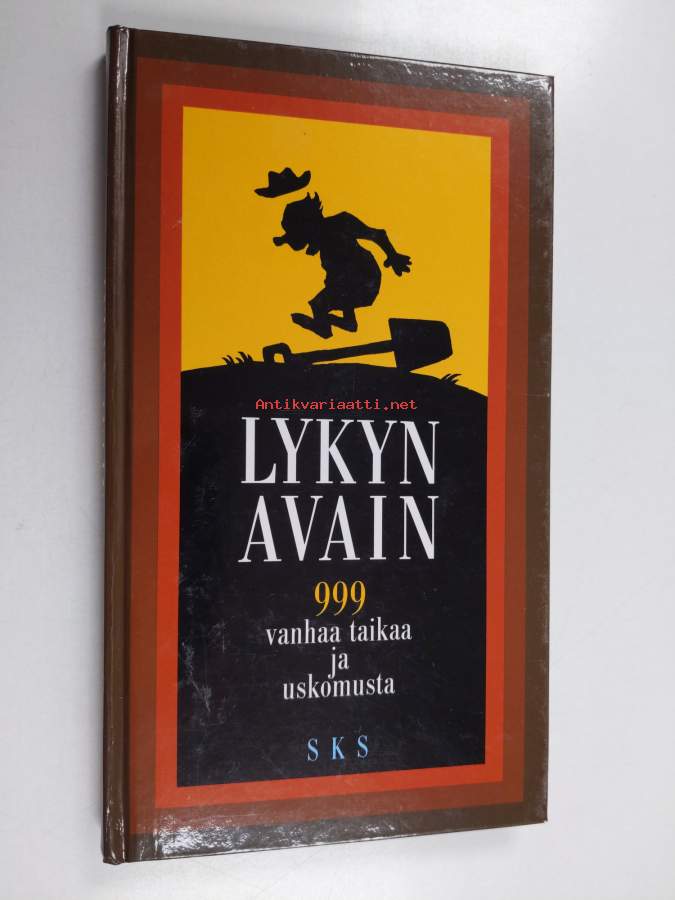 Antikvariaatti.net
LYKYN
AVAIN
999
vanhaa taikaa
ja
uskomusta
SKS